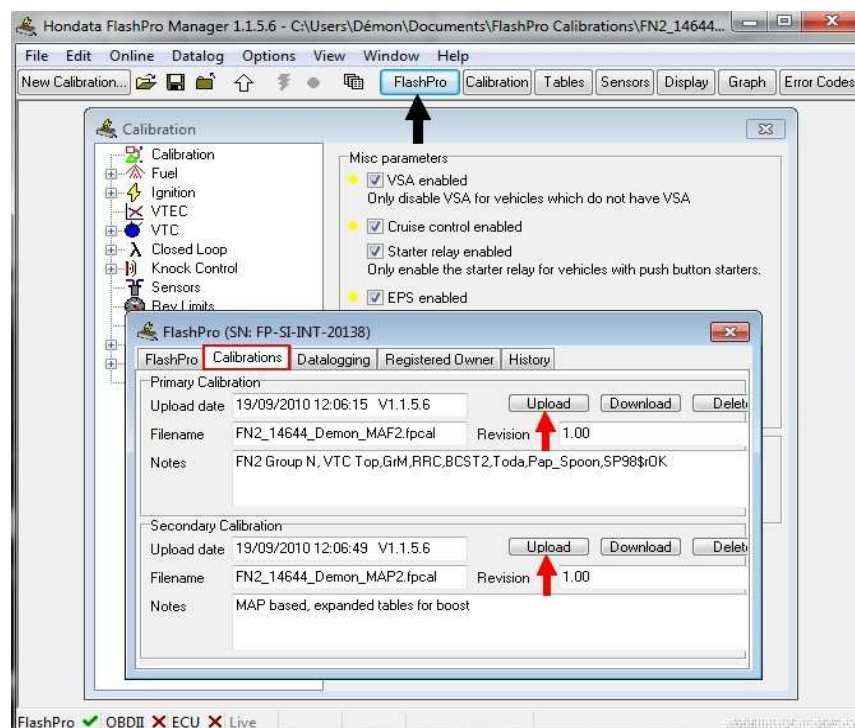 Hondata FlashPro Manager 1.1.5.6 - C:\Users\Démon\Documents\FlashPro Calibrations\FN2_14644...
File Edit Online Datalog Options View Window Help
New Calibration... FlashPro Calibration Tables Sensors Display Graph Error Codes
Calibration
Calibration
Fuel
Ignition
VTEC
VTC
Closed Loop
Knock Control
Sensors
Rev Limits
Misc parameters
VSA enabled
Only disable VSA for vehicles which do not have VSA
Cruise control enabled
Starter relay enabled
Only enable the starter relay for vehicles with push button starters.
EPS enabled
FlashPro (SN: FP-SI-INT-20138)
FlashPro Calibrations Datalogging Registered Owner History
Primary Calibration
Upload date 19/09/2010 12:06:15 V1.1.5.6 Upload Download Delet
Filename FN2_14644_Demon_MAF2.fpcal Revision 1.00
Notes FN2 Group N, VTC Top,GrM,RRC,BCST2,Toda,Pap_Spoon,SP98$rOK
Secondary Calibration
Upload date 19/09/2010 12:06:49 V1.1.5.6 Upload Download Delet
Filename FN2_14644_Demon_MAP2.fpcal Revision 1.00
Notes MAP based, expanded tables for boost
FlashPro OBDII ECU Live